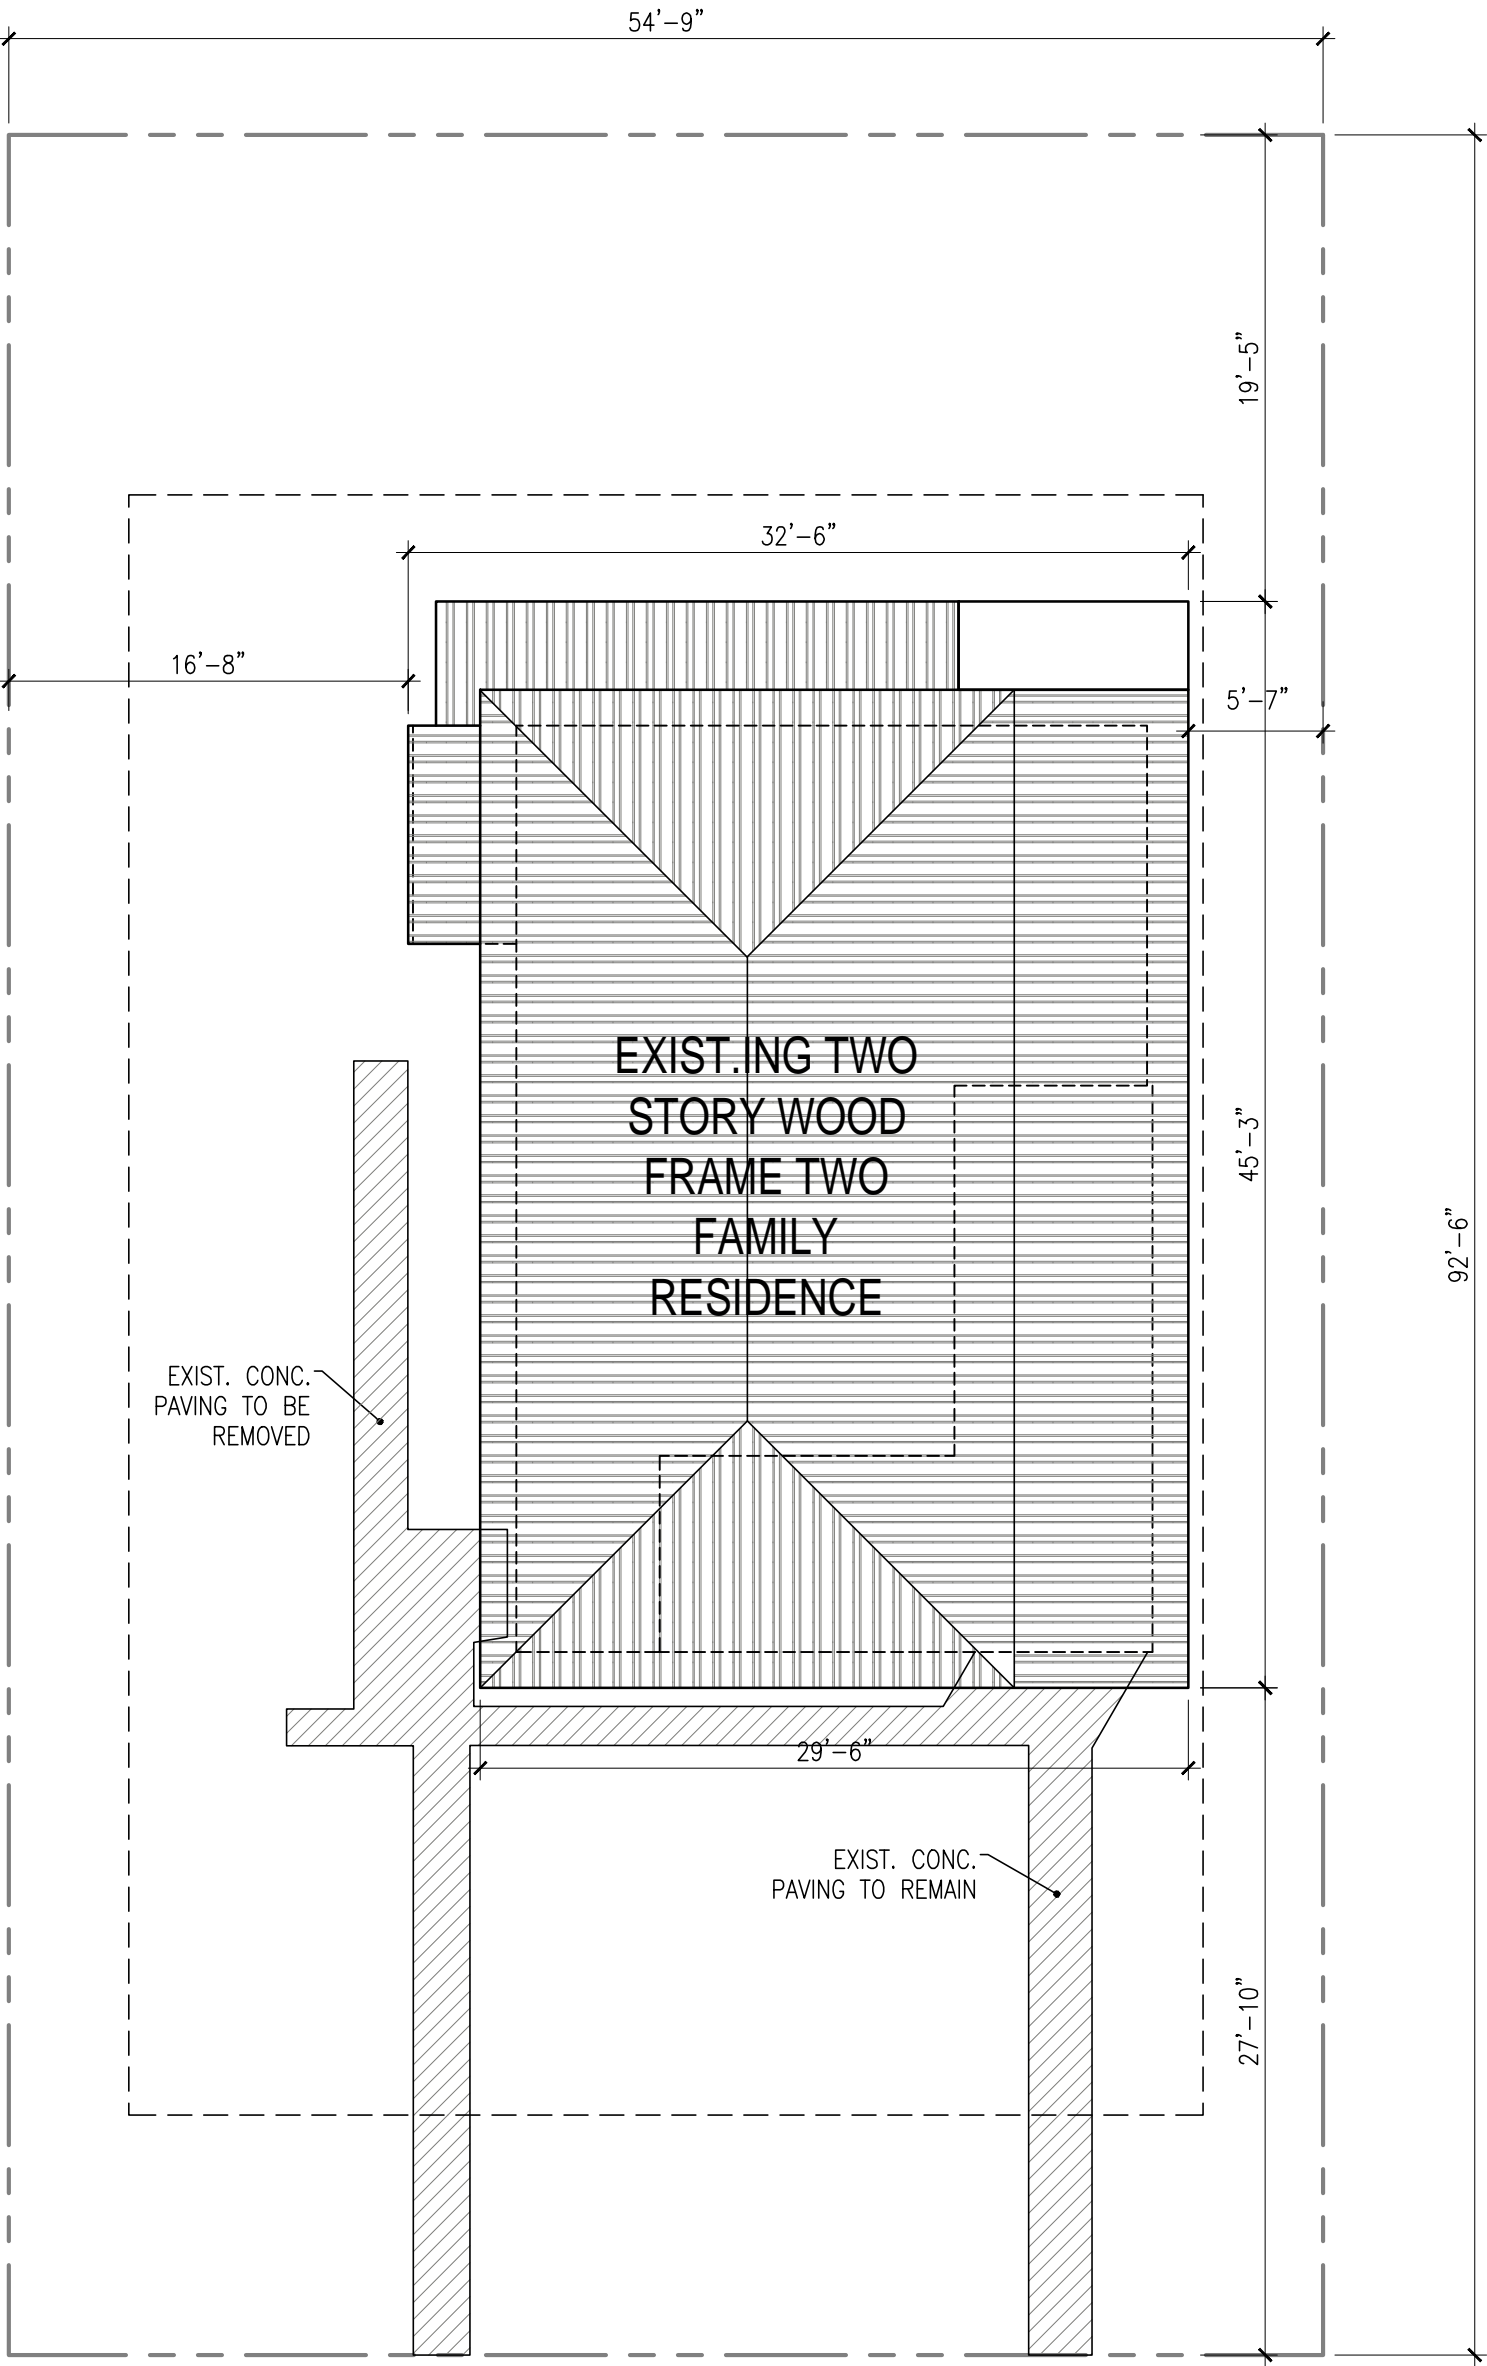 54'-9"
19'-5"
32'-6"
16'-8"
5'-7"
EXIST.ING TWO
STORY WOOD
FRAME TWO
FAMILY
RESIDENCE
45'-3"
92'-6"
EXIST. CONC.
PAVING TO BE
REMOVED
29'-6"
EXIST. CONC.
PAVING TO REMAIN
27'-10"